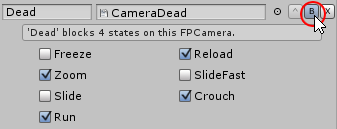 Dead CameraDead B X
'Dead' blocks 4 states on this FPCamera.
Freeze Reload
Zoom SlideFast
Slide Crouch
Run